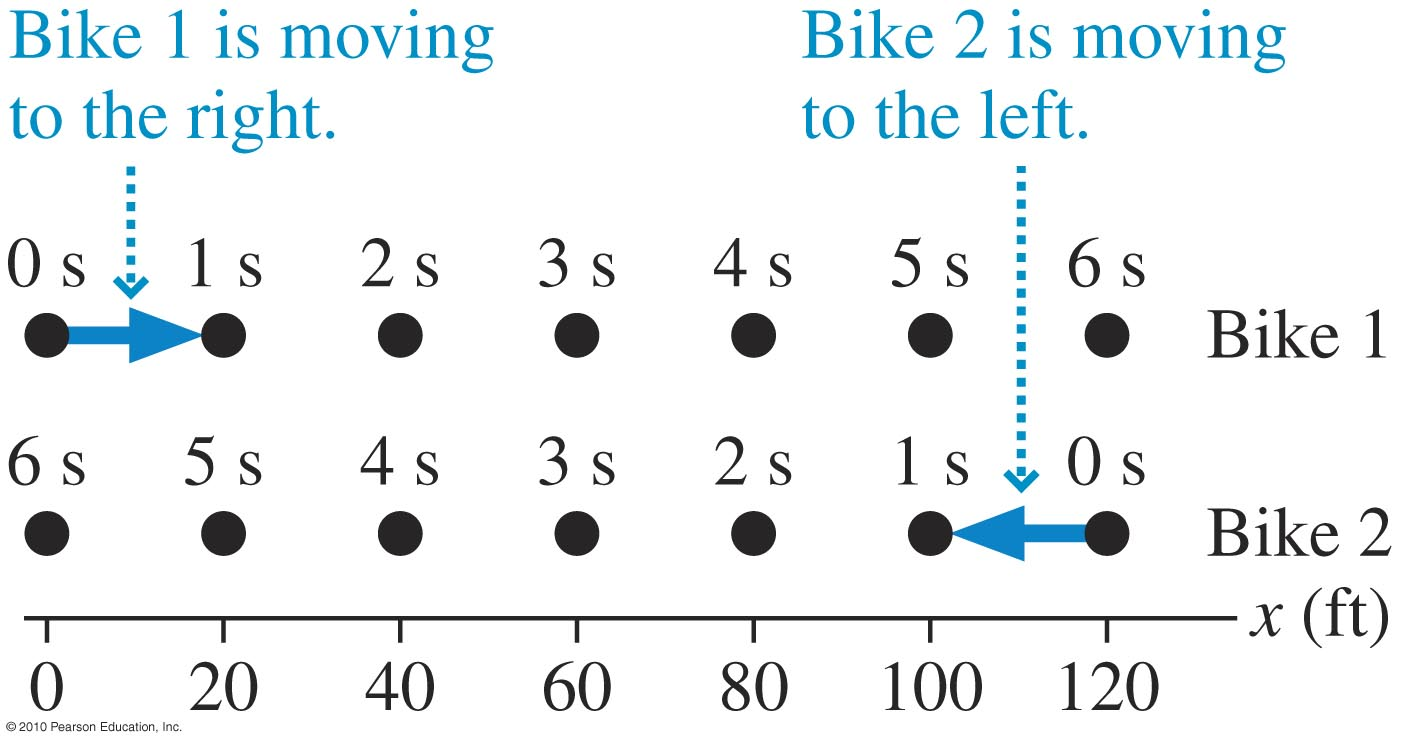 Bike 1 is moving
to the right.
Bike 2 is moving
to the left.
0 s 1 s 2 s 3 s 4 s 5 s 6 s
Bike 1
6 s 5 s 4 s 3 s 2 s 1 s 0 s
Bike 2
x (ft)
0 20 40 60 80 100 120
© 2010 Pearson Education, Inc.